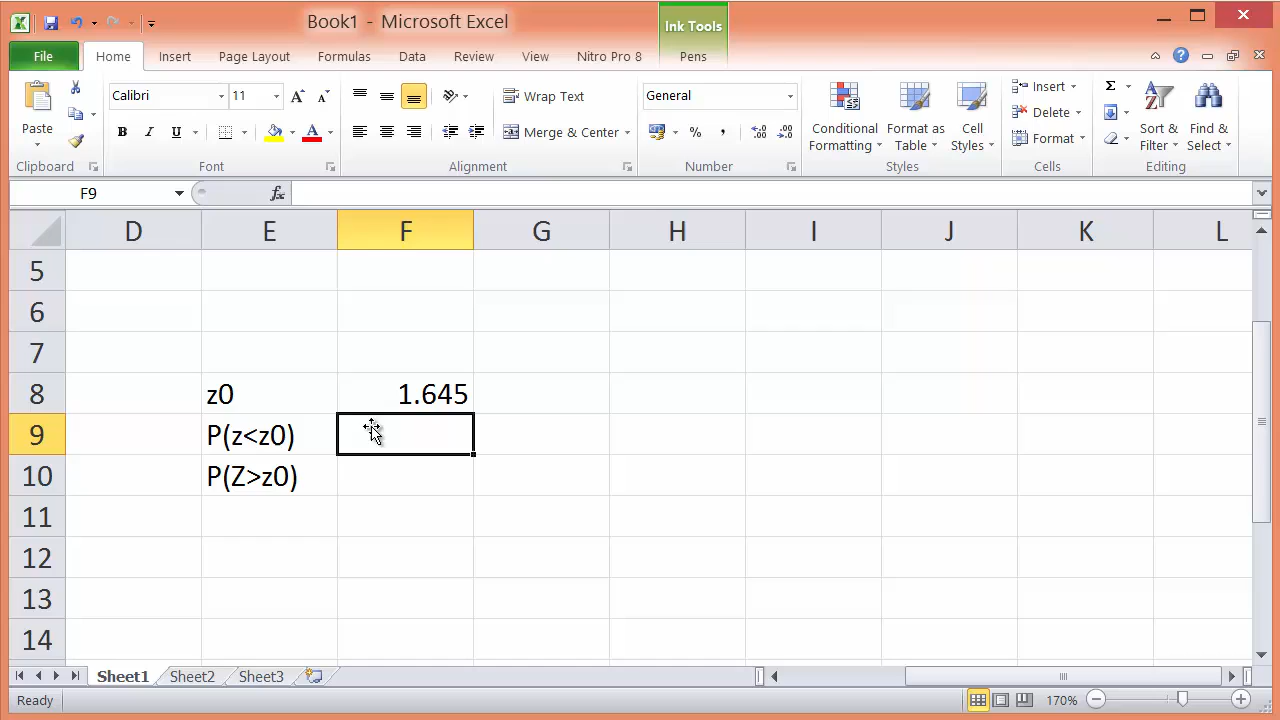 Book1 - Microsoft Excel
Ink Tools
File Home Insert Page Layout Formulas Data Review View Nitro Pro 8 Pens
Paste
Calibri 11
B I U A
Wrap Text
Merge & Center
General
% ,
Conditional Formatting
Format as Table
Cell Styles
Insert
Delete
Format
Σ
Sort & Filter
Find & Select
Clipboard Font Alignment Number Styles Cells Editing
F9 fx
D E F G H I J K L
5
6
7
8 z0 1.645
9 P(z<z0)
10 P(Z>z0)
11
12
13
14
Sheet1 Sheet2 Sheet3
Ready 170%